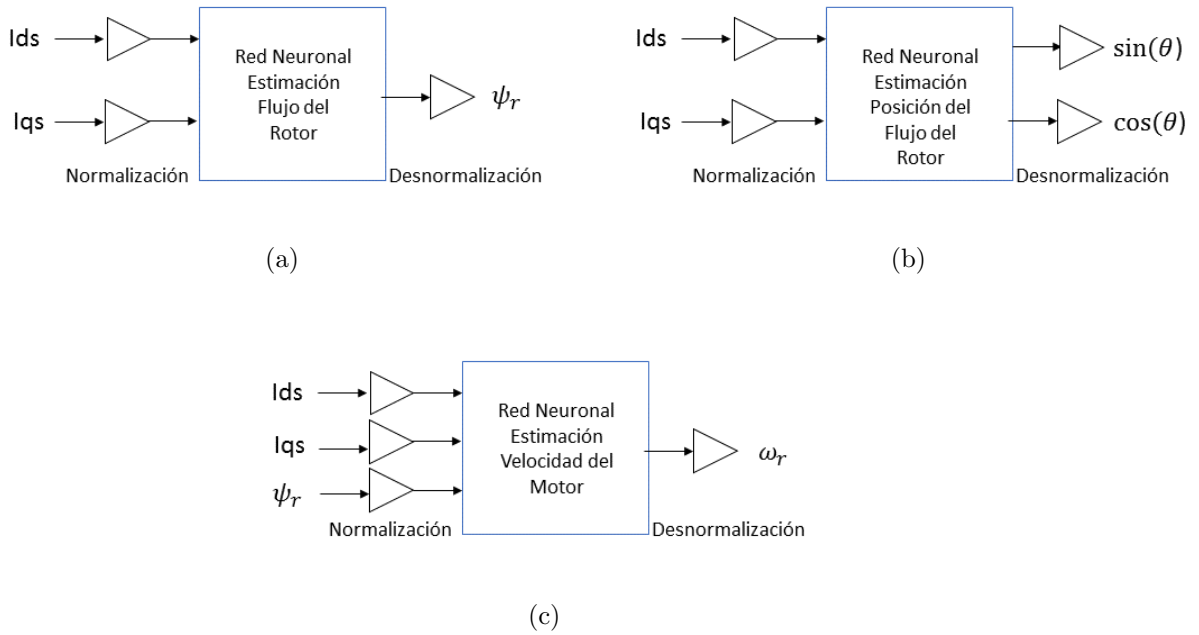 Ids
Iqs
Normalización
Red Neuronal
Estimación
Flujo del
Rotor
Desnormalización
ψr
(a)
Ids
Iqs
Normalización
Red Neuronal
Estimación
Posición del
Flujo del
Rotor
Desnormalización
sin(θ)
cos(θ)
(b)
Ids
Iqs
ψr
Normalización
Red Neuronal
Estimación
Velocidad del
Motor
Desnormalización
ωr
(c)